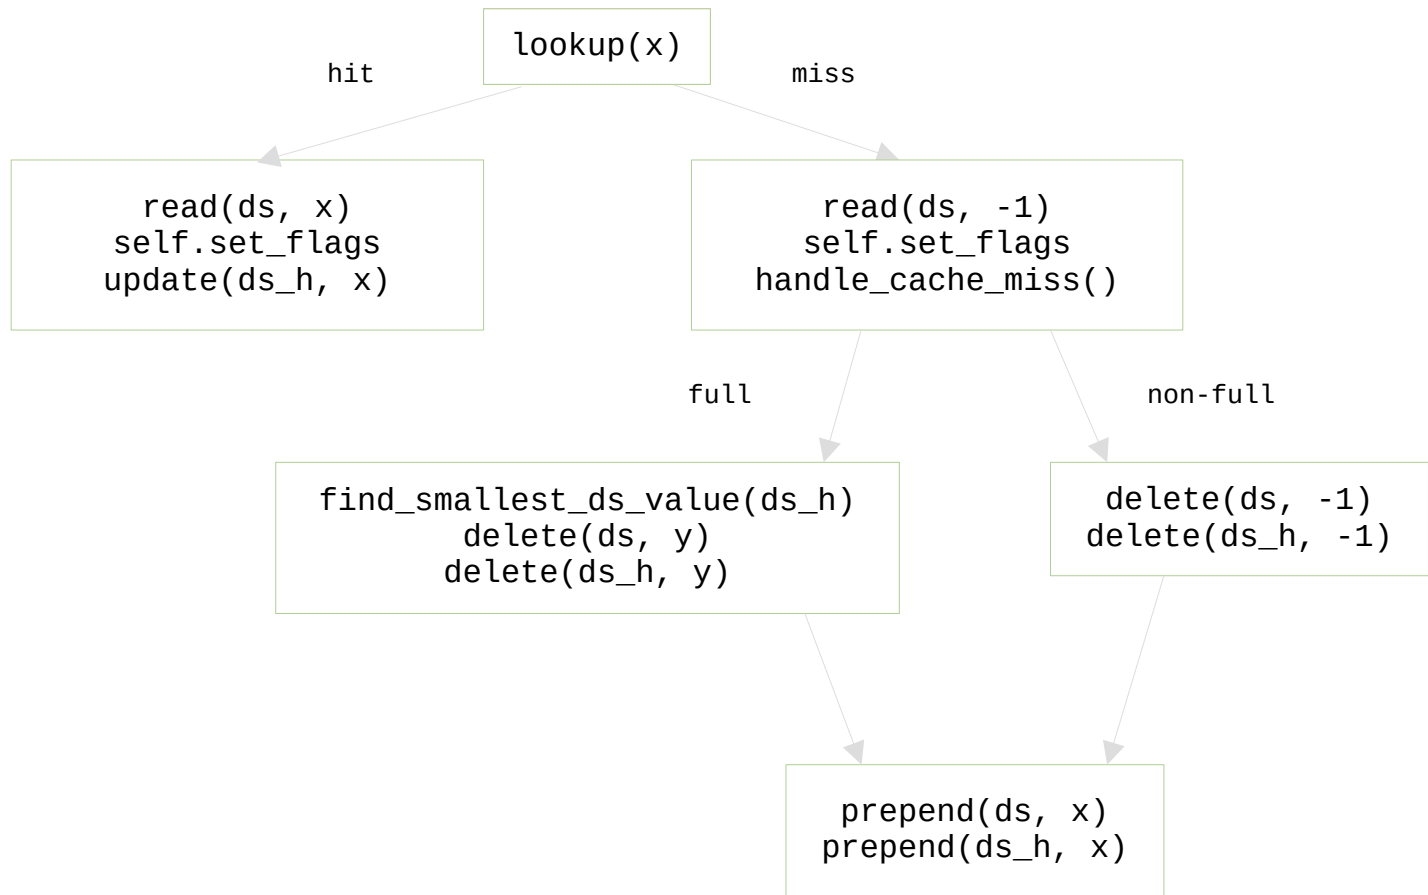 lookup(x)
hit
miss
read(ds, x)
self.set_flags
update(ds_h, x)
read(ds, -1)
self.set_flags
handle_cache_miss()
full
non-full
find_smallest_ds_value(ds_h)
delete(ds, y)
delete(ds_h, y)
delete(ds, -1)
delete(ds_h, -1)
prepend(ds, x)
prepend(ds_h, x)